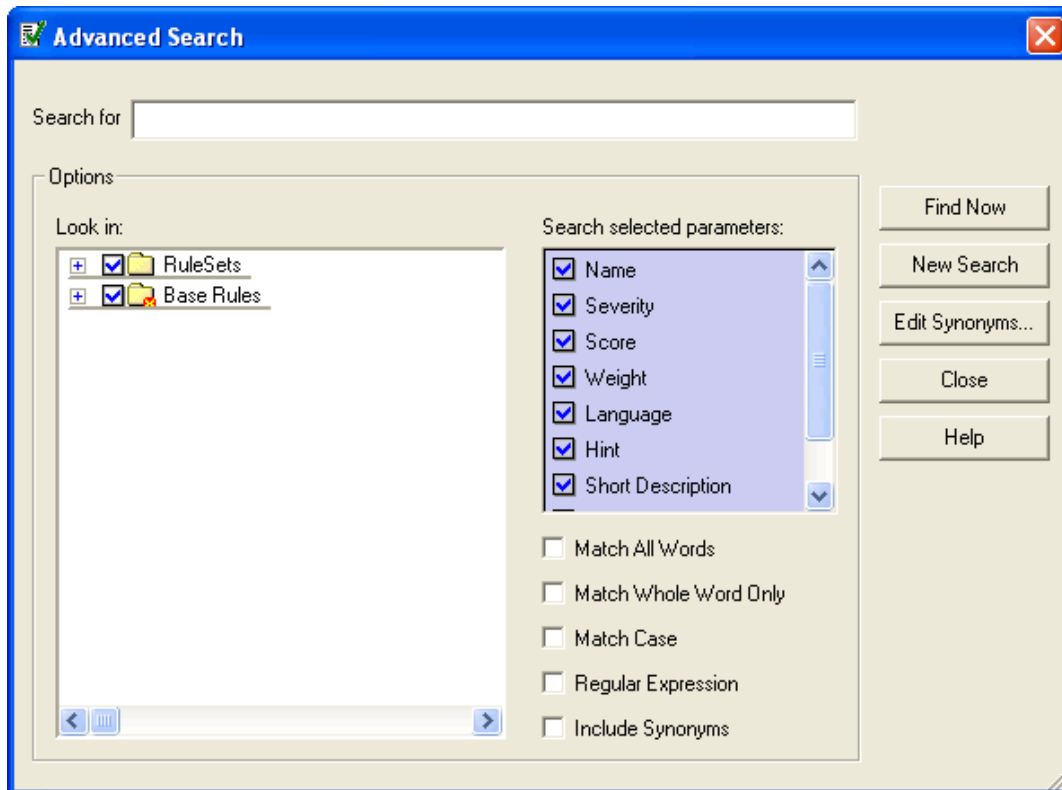 Advanced Search
Search for
Options
Look in:
RuleSets
Base Rules
Search selected parameters:
Name
Severity
Score
Weight
Language
Hint
Short Description
Match All Words
Match Whole Word Only
Match Case
Regular Expression
Include Synonyms
Find Now
New Search
Edit Synonyms...
Close
Help